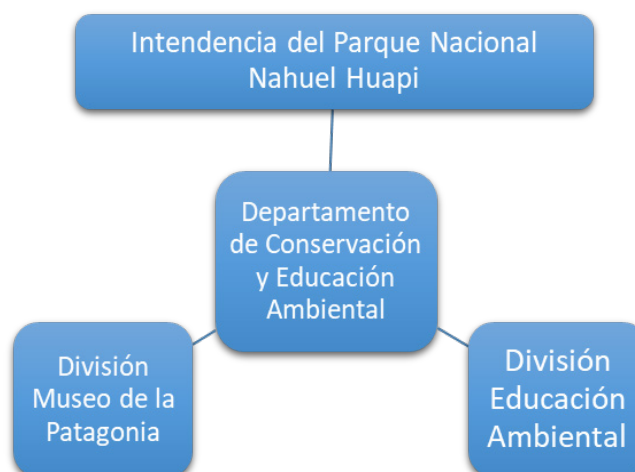 Intendencia del Parque Nacional
Nahuel Huapi
Departamento
de Conservación
y Educación
Ambiental
División
Museo de la
Patagonia
División
Educación
Ambiental